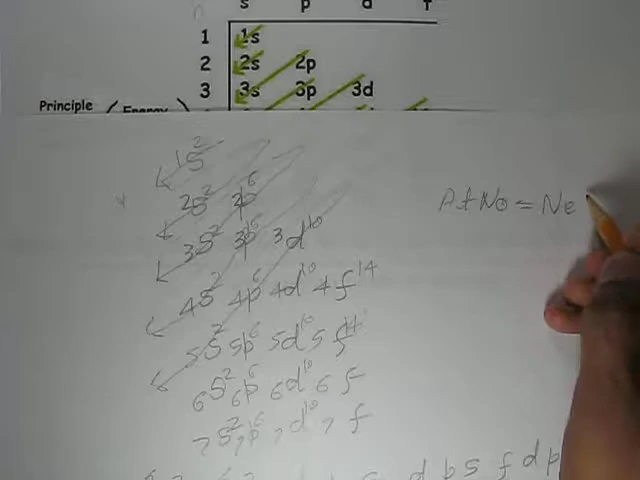 s p d f
1 1s
2 2s 2p
3 3s 3p 3d
Principle (Energy)
1s²
2s² 2p⁶
At No = Ne
3s² 3p⁶ 3d¹⁰
4s² 4p⁶ 4d¹⁰ 4f¹⁴
5s² 5p⁶ 5d¹⁰ 5f¹⁴
6s² 6p⁶ 6d¹⁰ 6f
7s² 7p⁶ 7d¹⁰ 7f